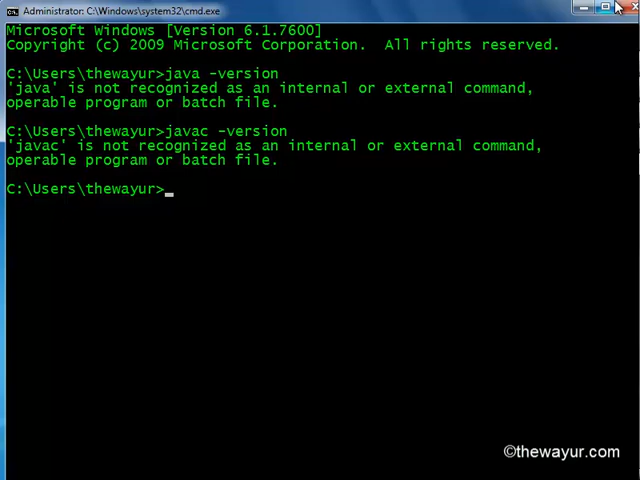 Administrator: C:\Windows\system32\cmd.exe
Microsoft Windows [Version 6.1.7600]
Copyright (c) 2009 Microsoft Corporation.  All rights reserved.
C:\Users\thewayur>java -version
'java' is not recognized as an internal or external command,
operable program or batch file.
C:\Users\thewayur>javac -version
'javac' is not recognized as an internal or external command,
operable program or batch file.
C:\Users\thewayur>_
©thewayur.com